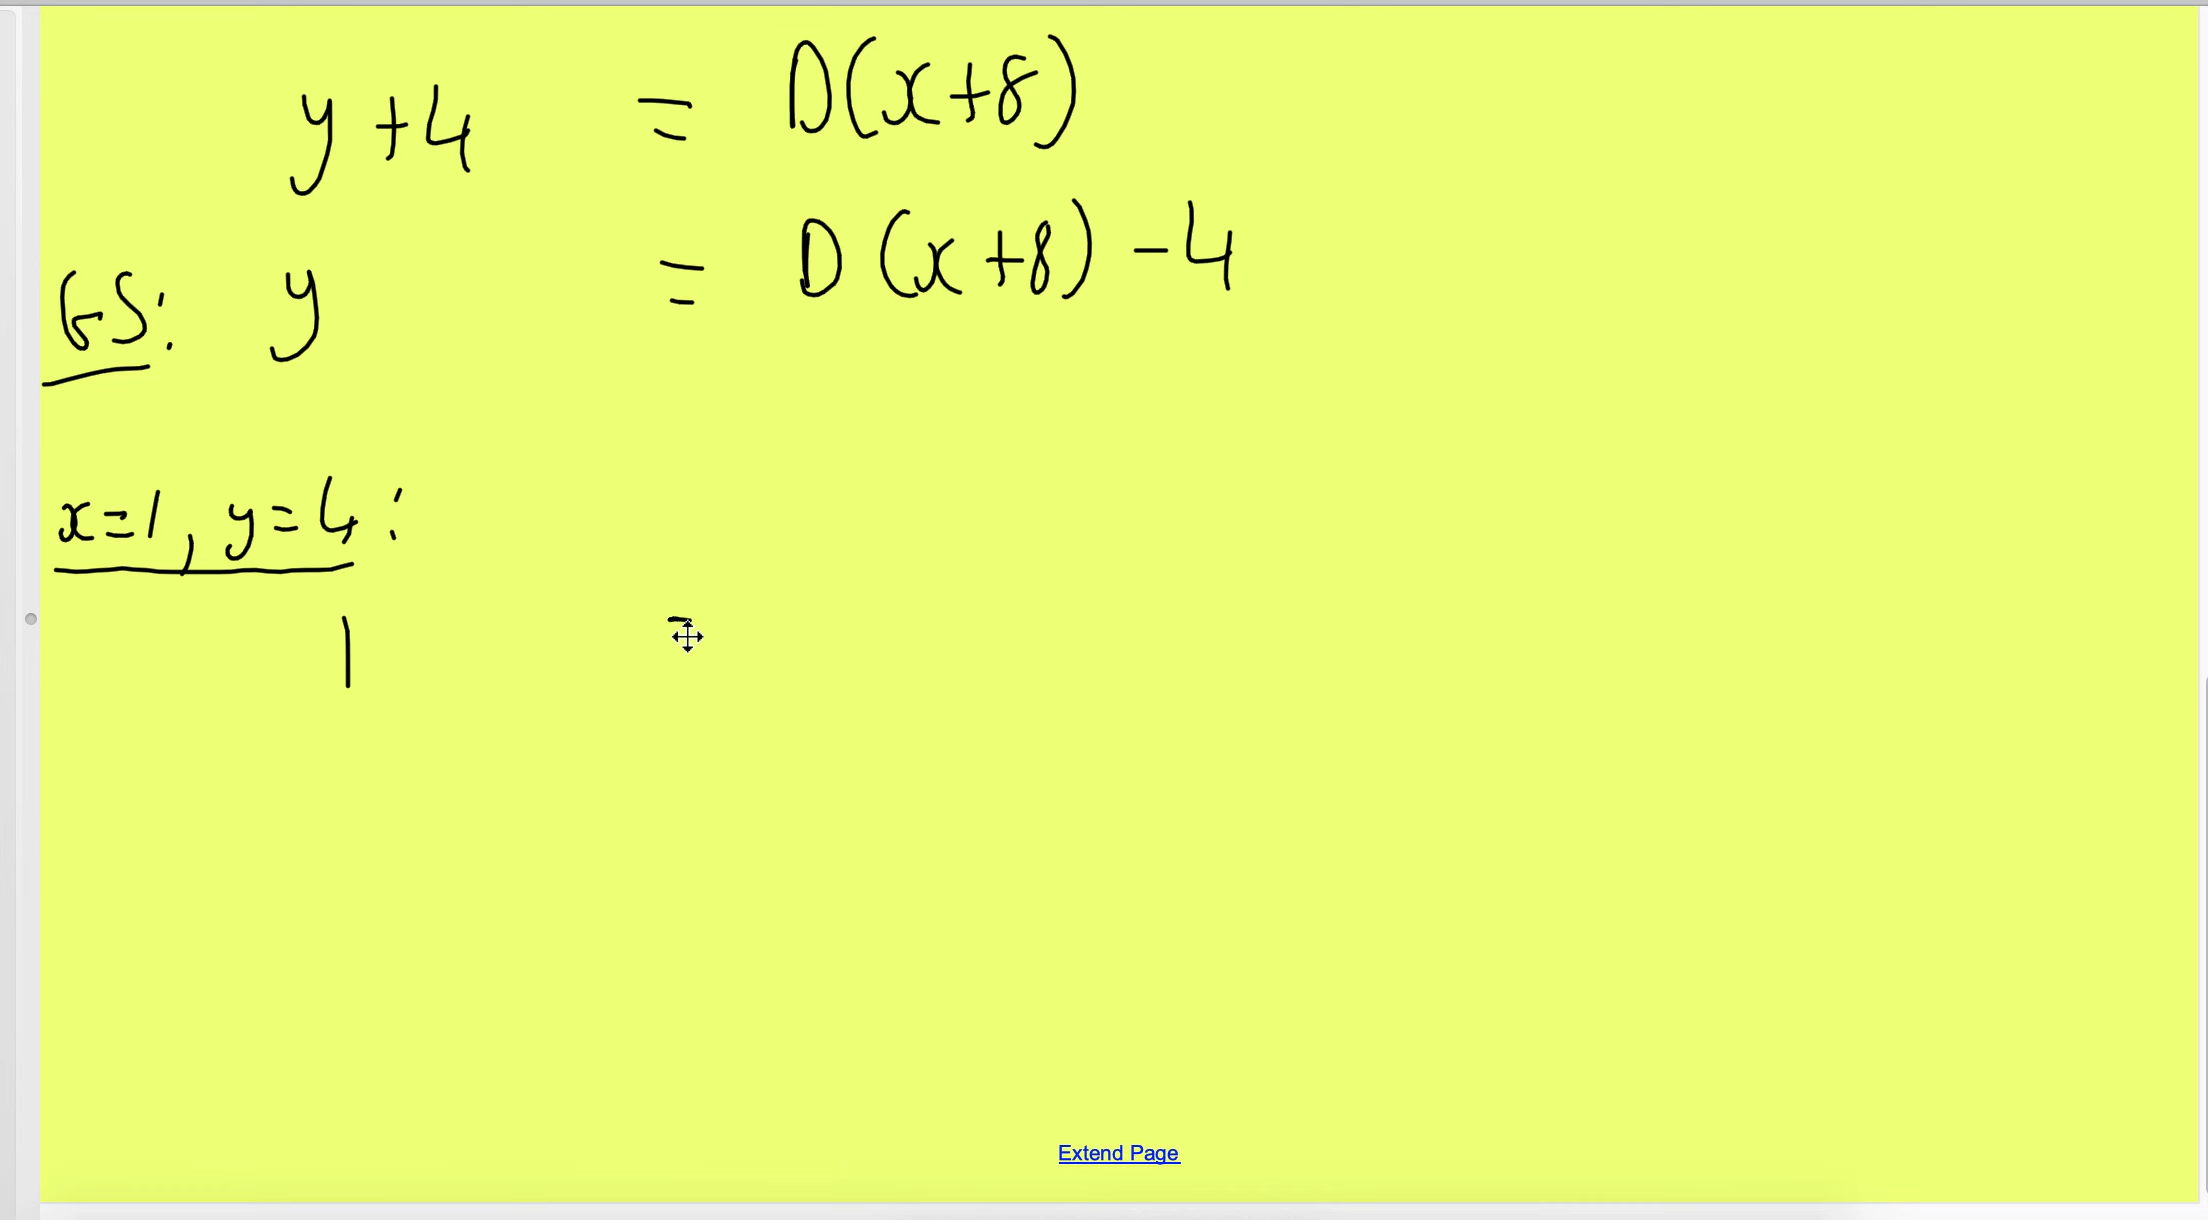 y+4 = D(x+8)
GS: y = D(x+8) -4
x=1, y=4:
1 =
Extend Page